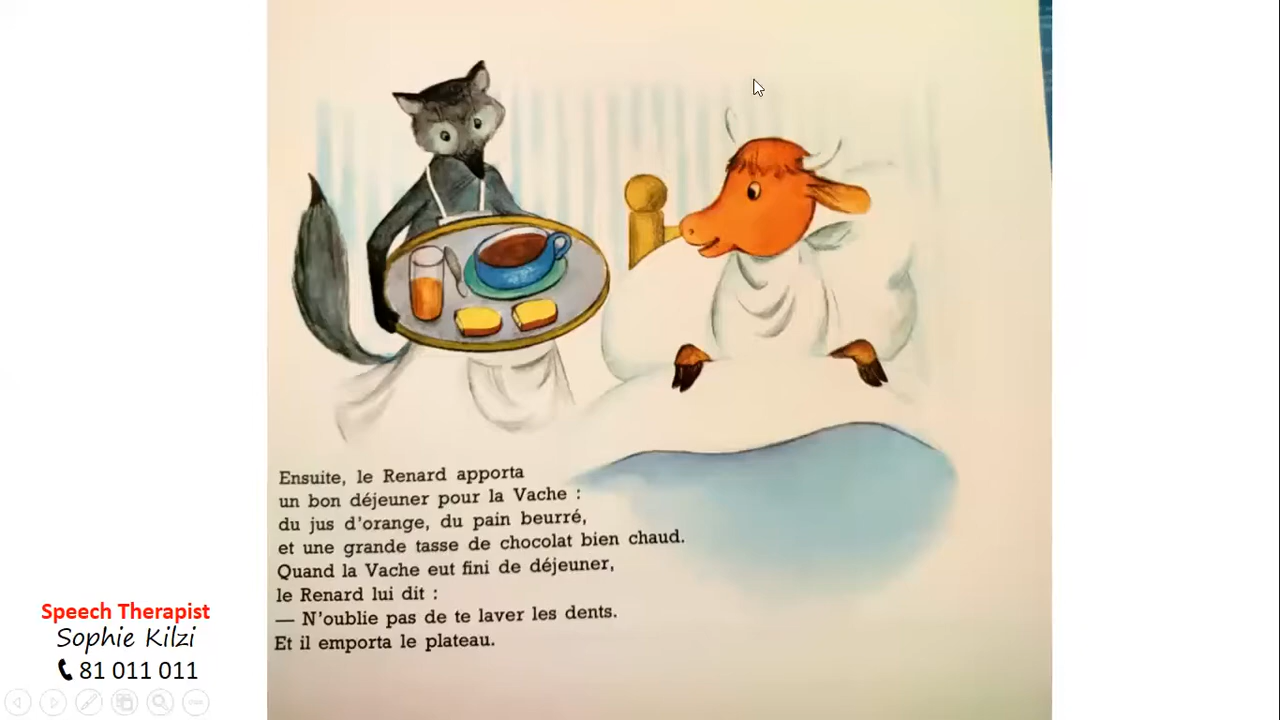 Ensuite, le Renard apporta
un bon déjeuner pour la Vache :
du jus d'orange, du pain beurré,
et une grande tasse de chocolat bien chaud.
Quand la Vache eut fini de déjeuner,
le Renard lui dit :
— N'oublie pas de te laver les dents.
Et il emporta le plateau.
Speech Therapist
Sophie Kilzi
81 011 011